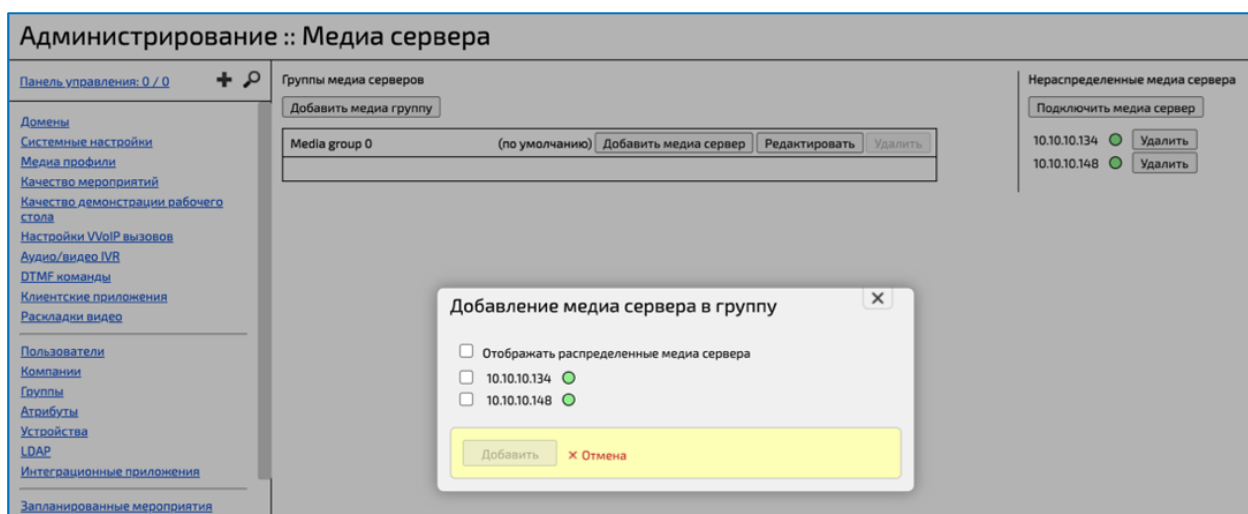 Администрирование :: Медиа сервера
Панель управления: 0 / 0
Домены
Системные настройки
Медиа профили
Качество мероприятий
Качество демонстрации рабочего
стола
Настройки VVoIP вызовов
Аудио/видео IVR
DTMF команды
Клиентские приложения
Раскладки видео
Пользователи
Компании
Группы
Атрибуты
Устройства
LDAP
Интеграционные приложения
Запланированные мероприятия
Группы медиа серверов
Добавить медиа группу
Media group 0 (по умолчанию) Добавить медиа сервер Редактировать Удалить
Нераспределенные медиа сервера
Подключить медиа сервер
10.10.10.134 Удалить
10.10.10.148 Удалить
Добавление медиа сервера в группу
Отображать распределенные медиа сервера
10.10.10.134
10.10.10.148
Добавить × Отмена